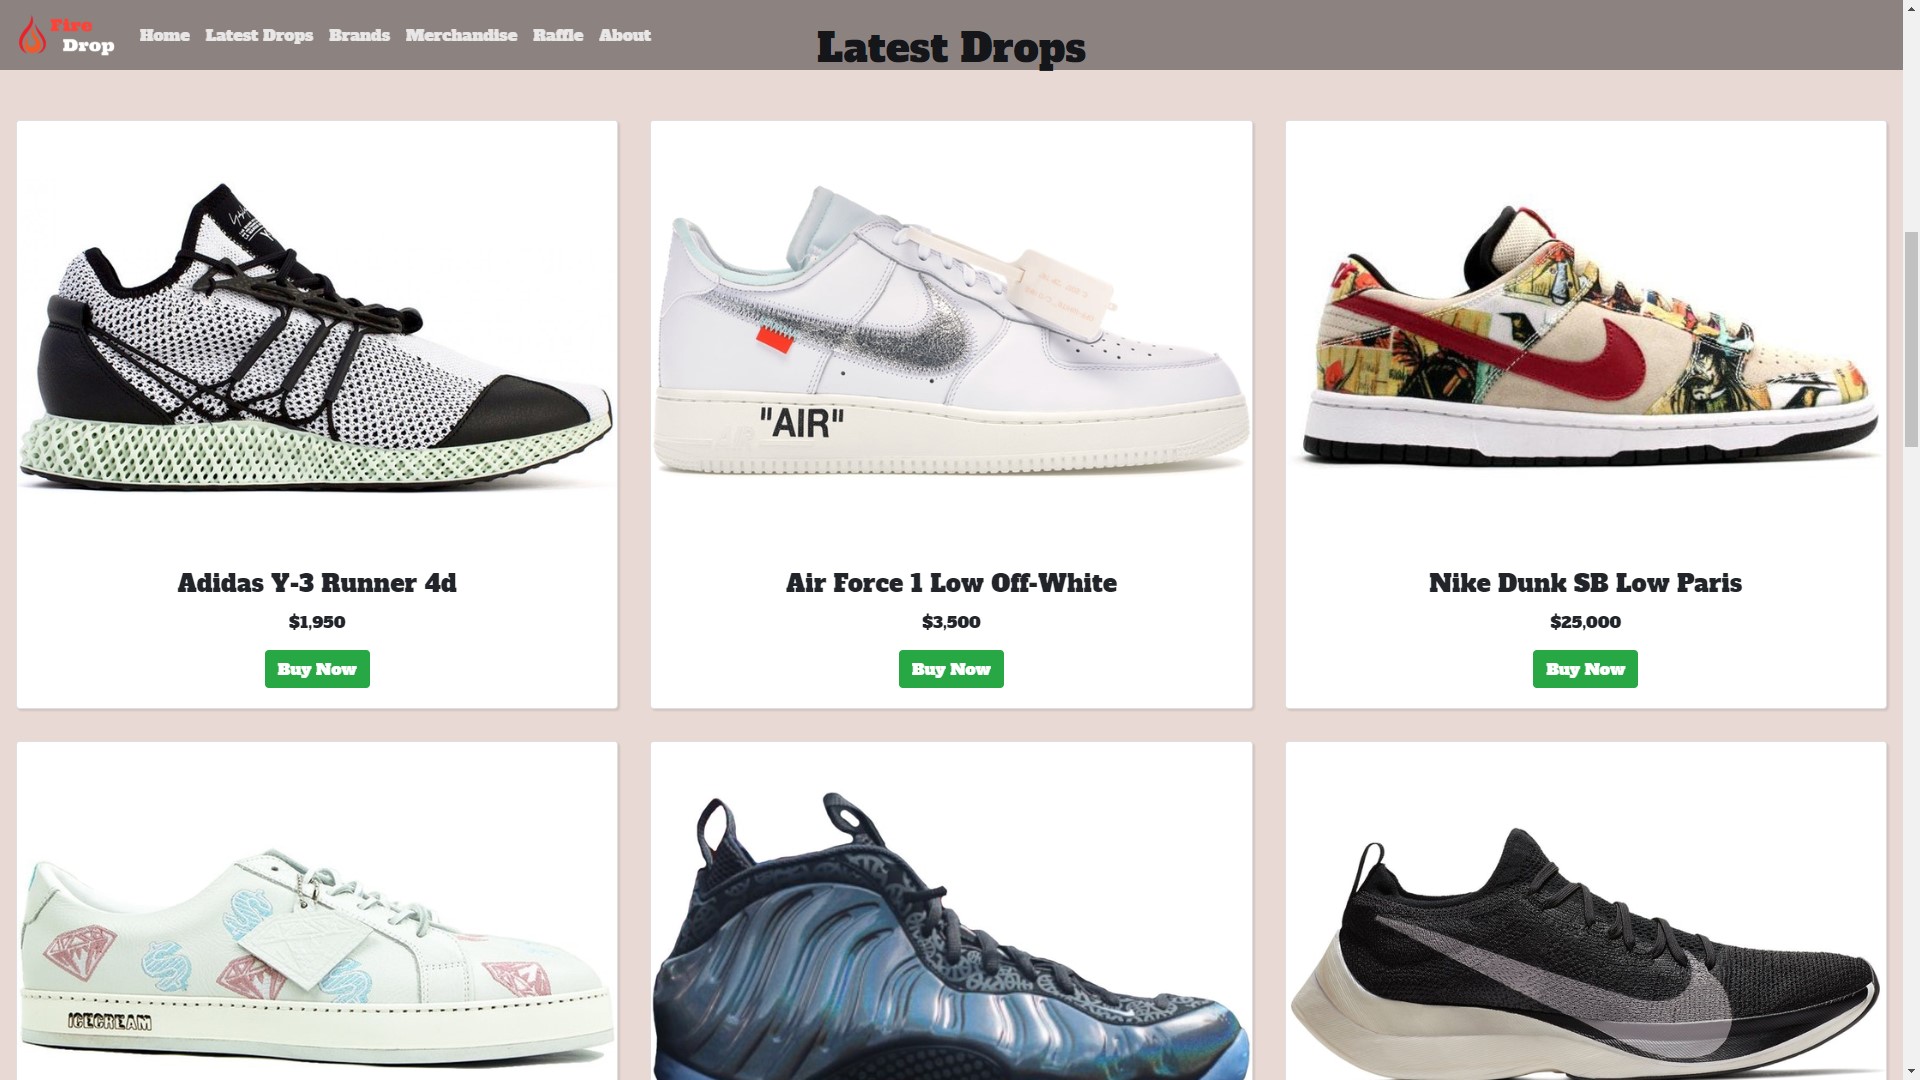 Fire
Drop
Home Latest Drops Brands Merchandise Raffle About
Latest Drops
"AIR"
Adidas Y-3 Runner 4d
$1,950
Buy Now
Air Force 1 Low Off-White
$3,500
Buy Now
Nike Dunk SB Low Paris
$25,000
Buy Now
ICECREAM